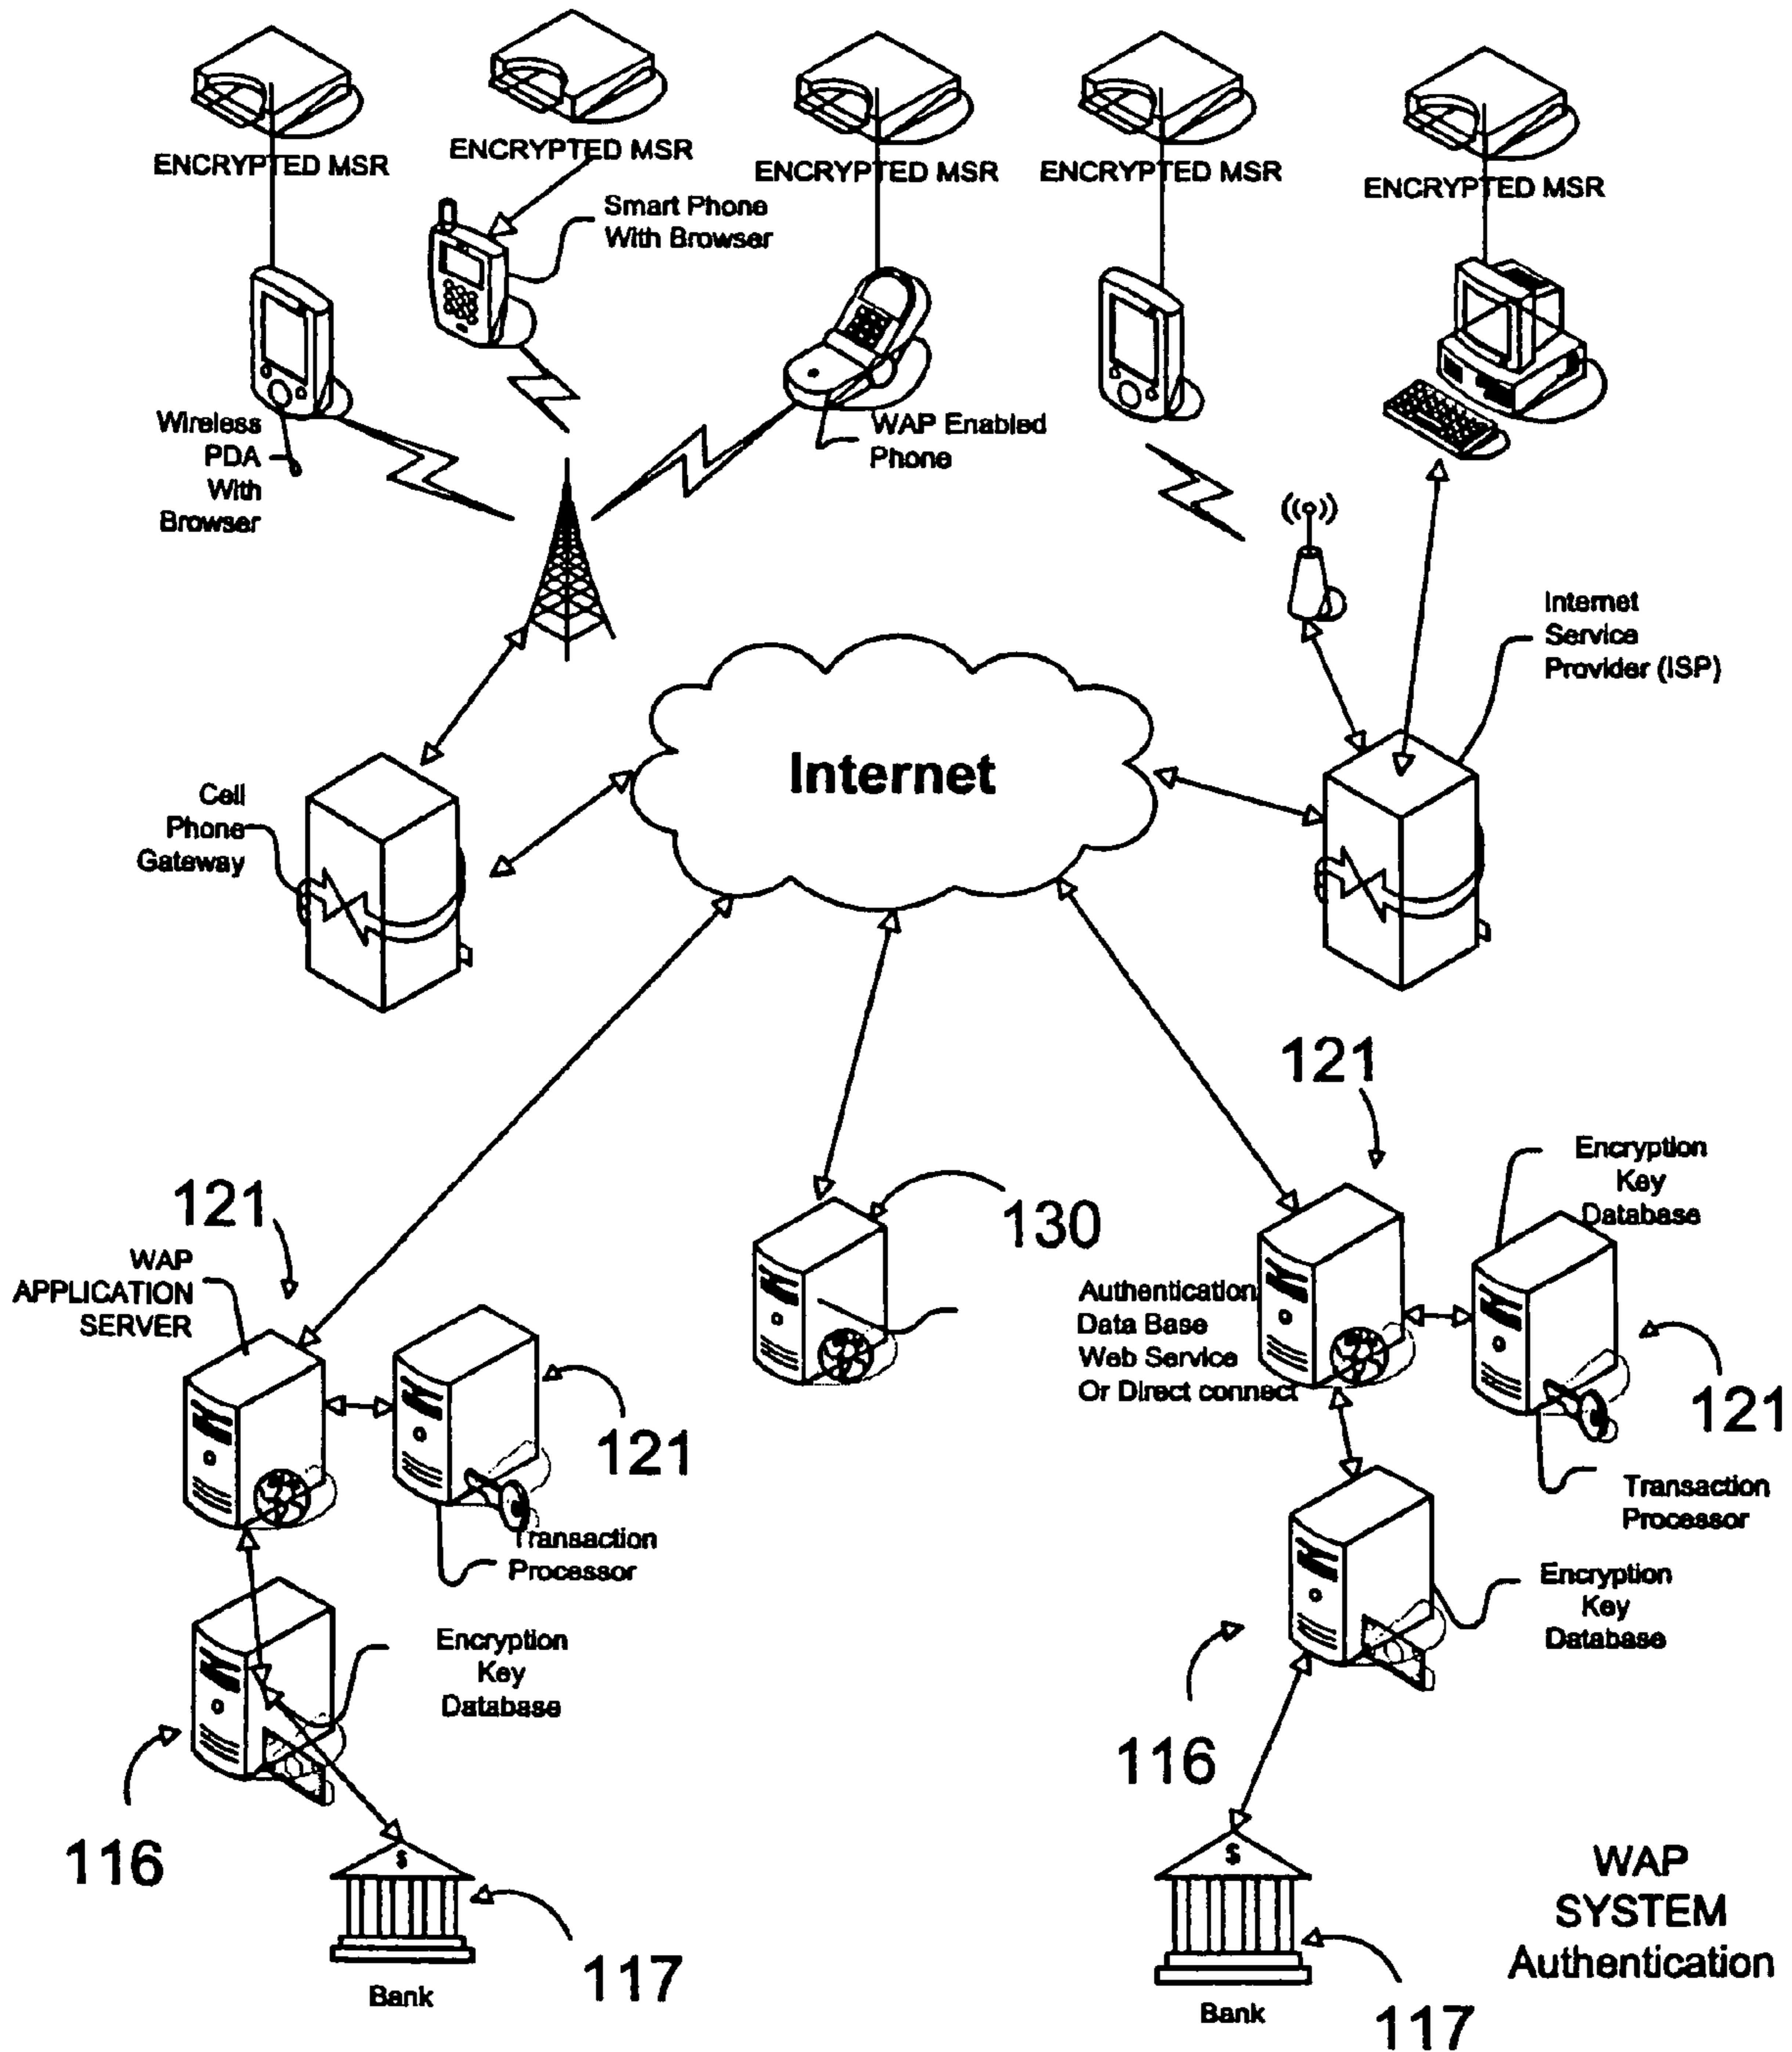 ENCRYPTED MSR
ENCRYPTED MSR
ENCRYPTED MSR
ENCRYPTED MSR
ENCRYPTED MSR
Smart Phone
With Browser
Wireless
PDA
With
Browser
WAP Enabled
Phone
Internet
Service
Provider (ISP)
Internet
Cell
Phone
Gateway
121
Encryption
Key
Database
121
WAP
APPLICATION
SERVER
130
Authentication
Data Base
Web Service
Or Direct connect
121
121
Transaction
Processor
Transaction
Processor
Encryption
Key
Database
Encryption
Key
Database
116
116
$
$
117
Bank
117
Bank
WAP
SYSTEM
Authentication